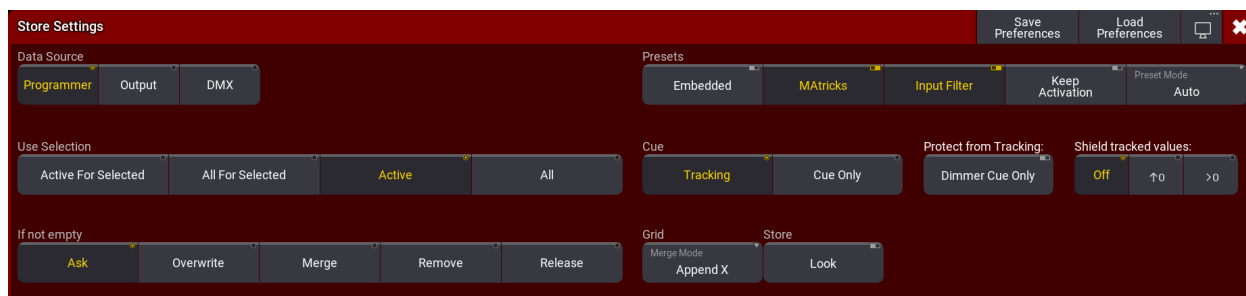 Store Settings
Save
Preferences
Load
Preferences
Data Source
Programmer
Output
DMX
Presets
Embedded
MAtricks
Input Filter
Keep
Activation
Preset Mode
Auto
Use Selection
Active For Selected
All For Selected
Active
All
Cue
Tracking
Cue Only
Protect from Tracking:
Dimmer Cue Only
Shield tracked values:
Off
↑0
>0
If not empty
Ask
Overwrite
Merge
Remove
Release
Grid
Merge Mode
Append X
Store
Look